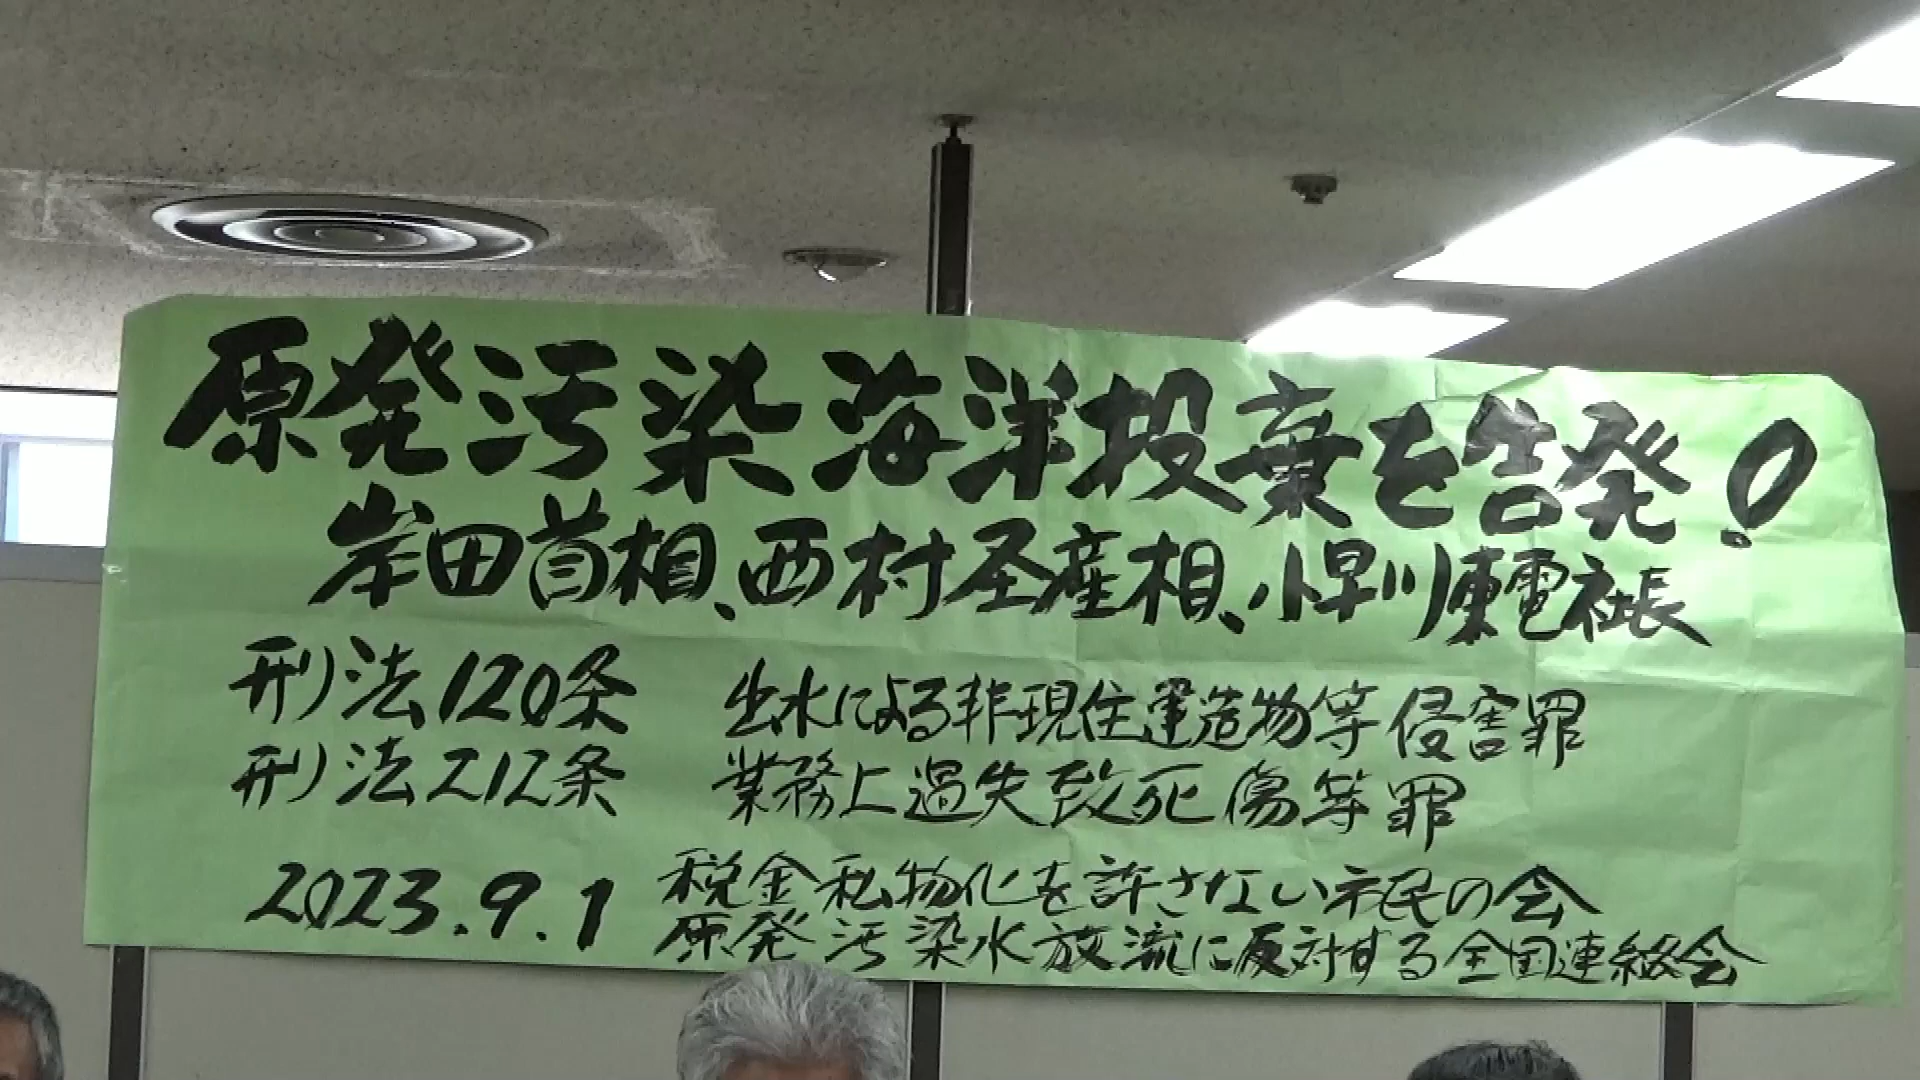 原発汚染海洋投棄を告発!
岸田首相、西村圣産相、小早川東電社長
刑法120条 出水による非現住建造物等侵害罪
刑法212条 業務上過失致死傷等罪
2023.9.1 税金私物化を許さない市民の会
原発汚染水放流に反対する全国連絡会